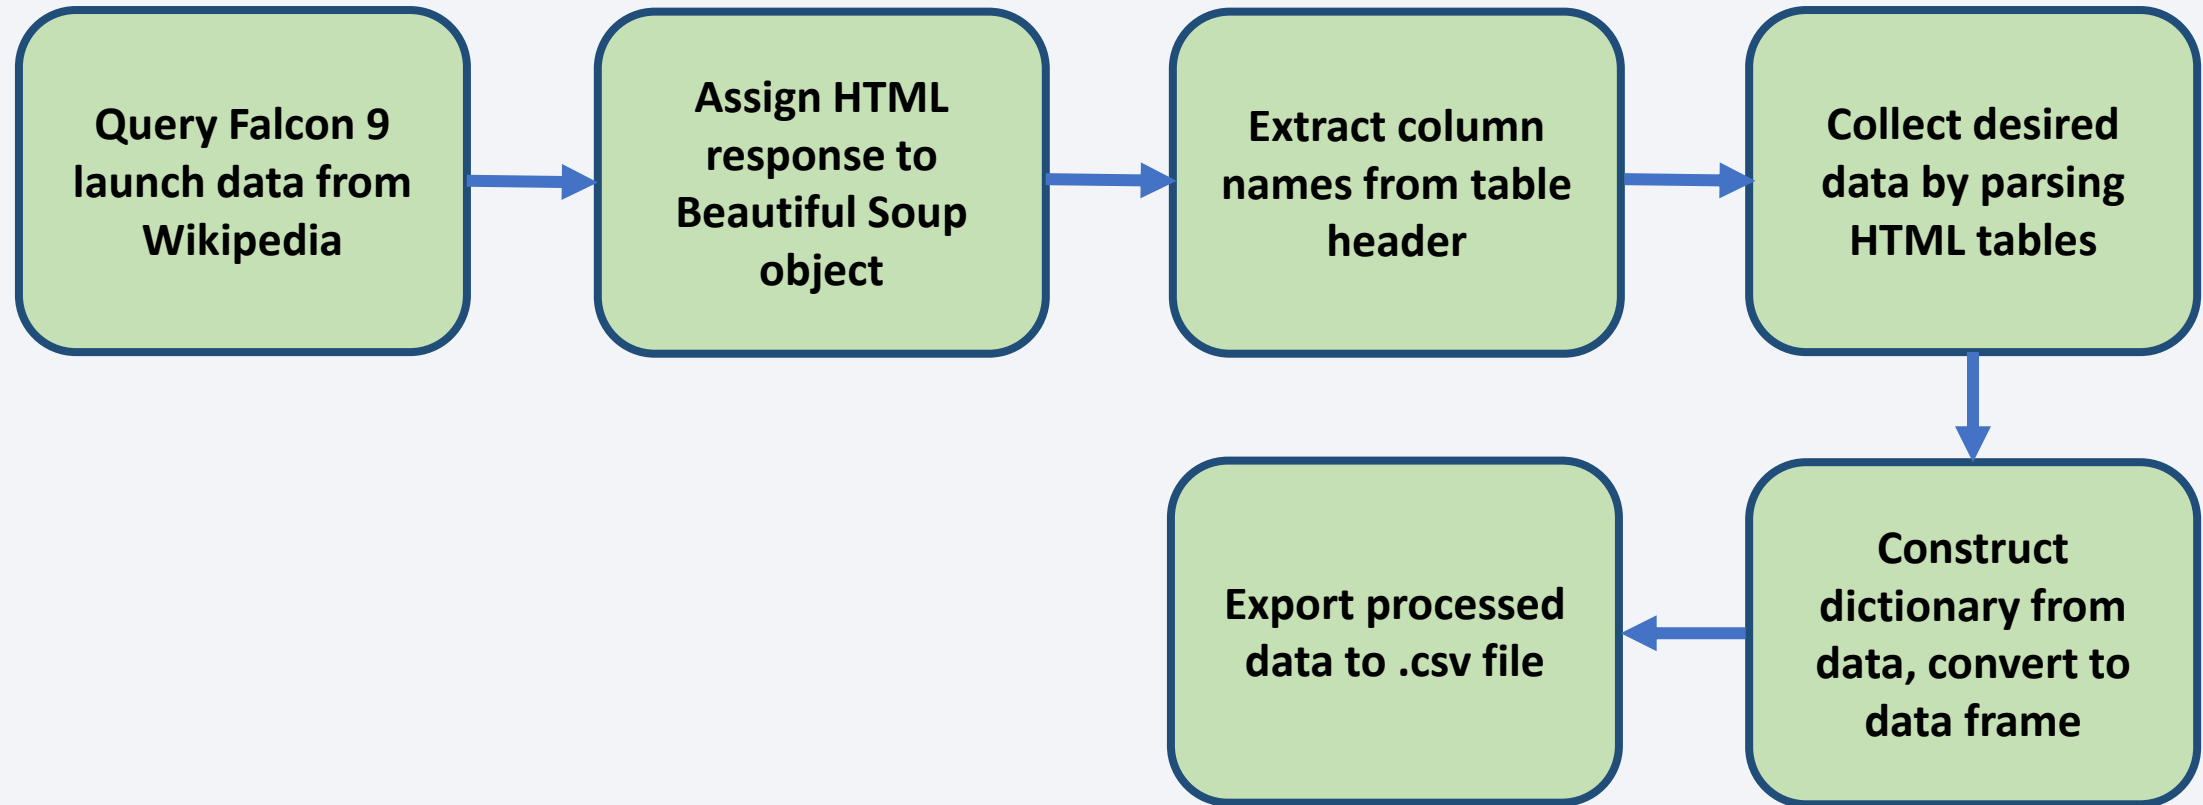 Query Falcon 9
launch data from
Wikipedia
Assign HTML
response to
Beautiful Soup
object
Extract column
names from table
header
Collect desired
data by parsing
HTML tables
Construct
dictionary from
data, convert to
data frame
Export processed
data to .csv file